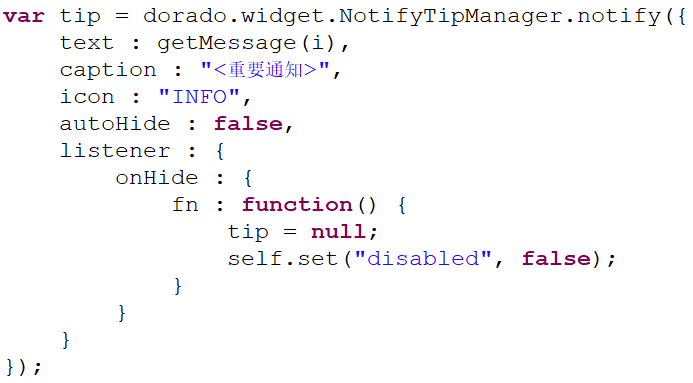 var tip = dorado.widget.NotifyTipManager.notify({
    text : getMessage(i),
    caption : "<重要通知>",
    icon : "INFO",
    autoHide : false,
    listener : {
        onHide : {
            fn : function() {
                tip = null;
                self.set("disabled", false);
            }
        }
    }
});